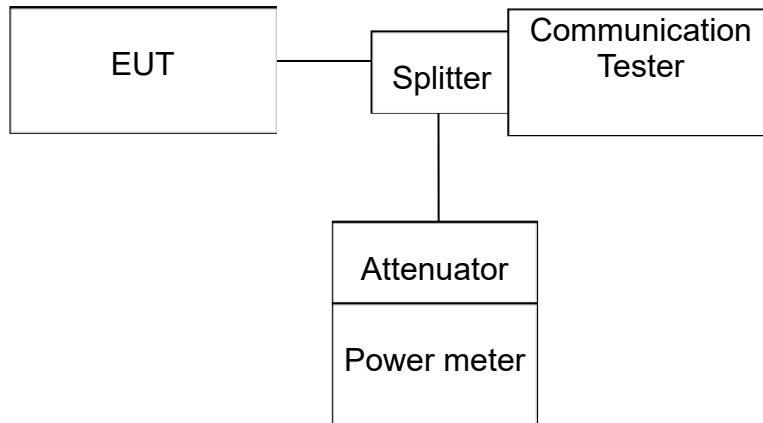 EUT
Splitter
Communication
Tester
Attenuator
Power meter